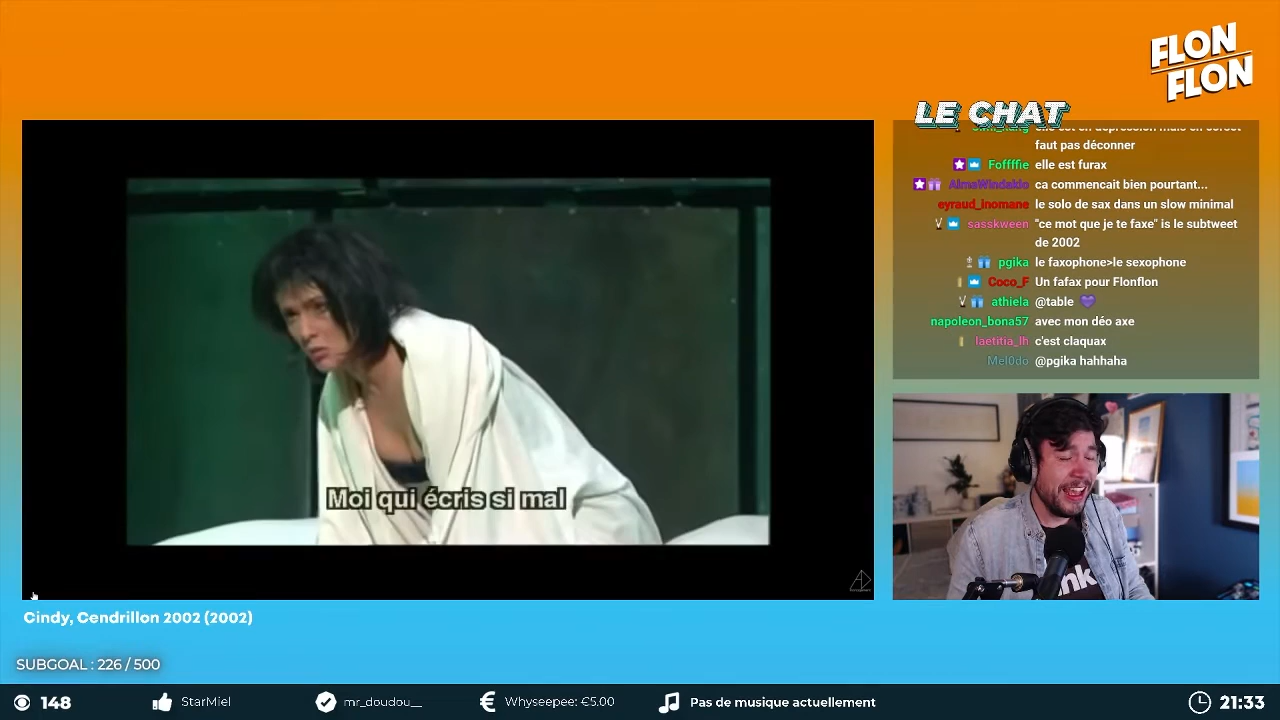 FLON
FLON
LE CHAT
faut pas déconner
Foffffie elle est furax
AlmaWindaklo ca commencait bien pourtant...
eyraud_inomane le solo de sax dans un slow minimal
sasskween "ce mot que je te faxe" is le subtweet
de 2002
pgika le faxophone>le sexophone
Coco_F Un fafax pour Flonflon
athiela @table
napoleon_bona57 avec mon déo axe
laetitia_lh c'est claquax
Mel0do @pgika hahhaha
Moi qui écris si mal
Cindy, Cendrillon 2002 (2002)
SUBGOAL : 226 / 500
148
StarMiel
mr_doudou__
Whyseepee: €5.00
Pas de musique actuellement
21:33